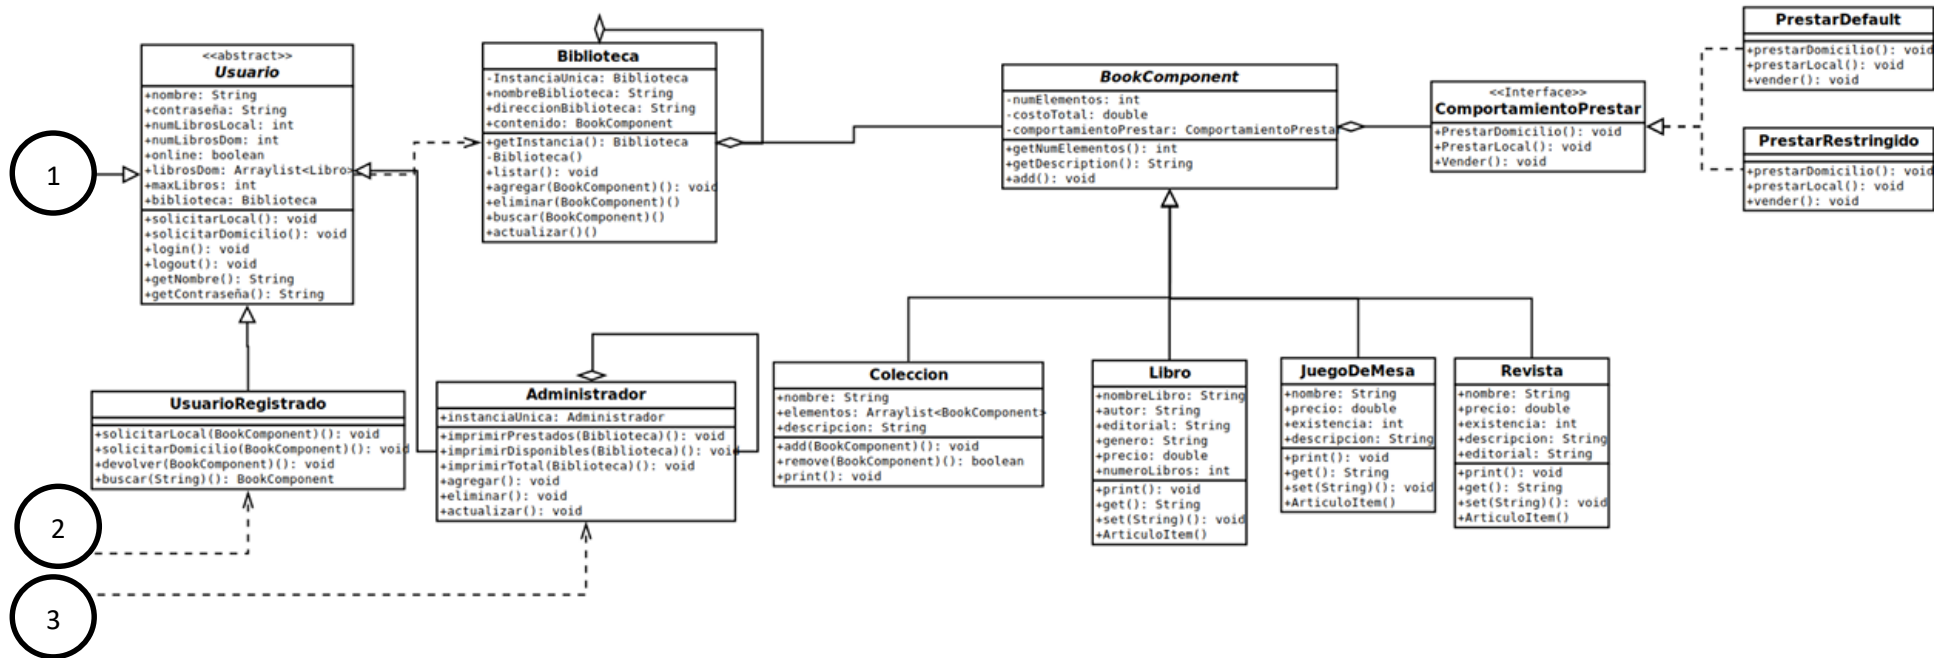 1
2
3
<<abstract>>
Usuario
+nombre: String
+contraseña: String
+numLibrosLocal: int
+numLibrosDom: int
+online: boolean
+librosDom: Arraylist<Libro>
+maxLibros: int
+biblioteca: Biblioteca
+solicitarLocal(): void
+solicitarDomicilio(): void
+login(): void
+logout(): void
+getNombre(): String
+getContraseña(): String
UsuarioRegistrado
+solicitarLocal(BookComponent)(): void
+solicitarDomicilio(BookComponent)(): void
+devolver(BookComponent)(): void
+buscar(String)(): BookComponent
Biblioteca
-InstanciaUnica: Biblioteca
+nombreBiblioteca: String
+direccionBiblioteca: String
+contenido: BookComponent
+getInstancia(): Biblioteca
-Biblioteca()
+listar(): void
+agregar(BookComponent)(): void
+eliminar(BookComponent)()
+buscar(BookComponent)()
+actualizar()()
Administrador
+instanciaUnica: Administrador
+imprimirPrestados(Biblioteca)(): void
+imprimirDisponibles(Biblioteca)(): void
+imprimirTotal(Biblioteca)(): void
+agregar(): void
+eliminar(): void
+actualizar(): void
BookComponent
-numElementos: int
-costoTotal: double
-comportamientoPrestar: ComportamientoPresta
+getNumElementos(): int
+getDescription(): String
+add(): void
<<Interface>>
ComportamientoPrestar
+PrestarDomicilio(): void
+PrestarLocal(): void
+Vender(): void
PrestarDefault
+prestarDomicilio(): void
+prestarLocal(): void
+vender(): void
PrestarRestringido
+prestarDomicilio(): void
+prestarLocal(): void
+vender(): void
Coleccion
+nombre: String
+elementos: Arraylist<BookComponent>
+descripcion: String
+add(BookComponent)(): void
+remove(BookComponent)(): boolean
+print(): void
Libro
+nombreLibro: String
+autor: String
+editorial: String
+genero: String
+precio: double
+numeroLibros: int
+print(): void
+get(): String
+set(String)(): void
+ArticuloItem()
JuegoDeMesa
+nombre: String
+precio: double
+existencia: int
+descripcion: String
+print(): void
+get(): String
+set(String)(): void
+ArticuloItem()
Revista
+nombre: String
+precio: double
+existencia: int
+descripcion: String
+editorial: String
+print(): void
+get(): String
+set(String)(): void
+ArticuloItem()